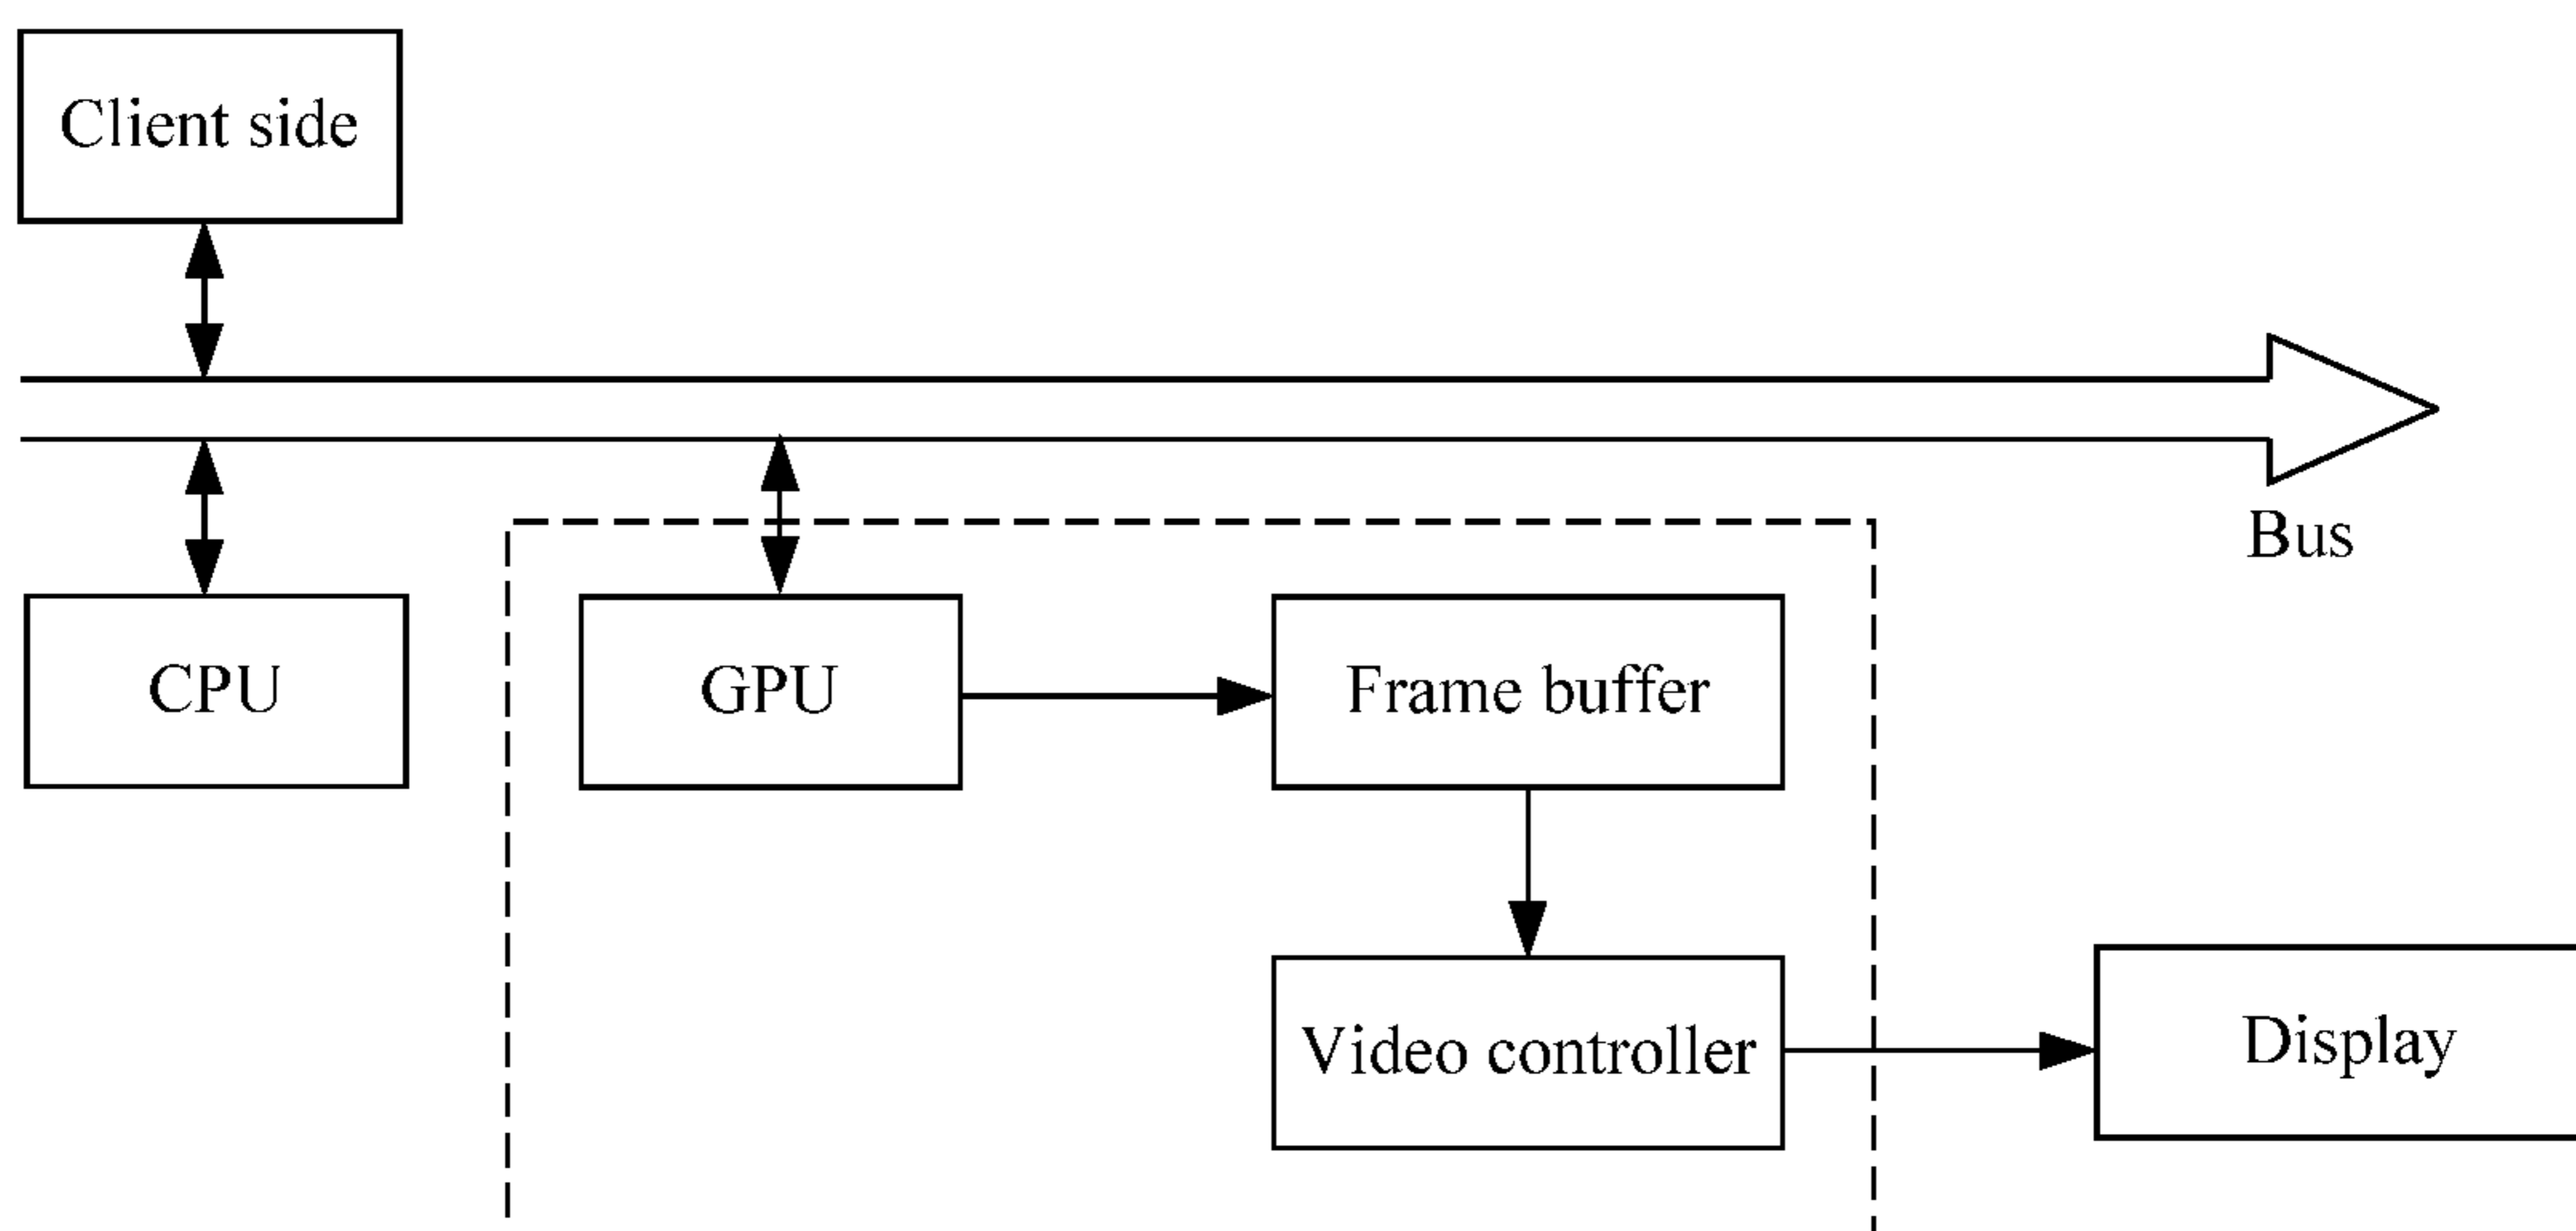 Client side
Bus
CPU
GPU
Frame buffer
Video controller
Display